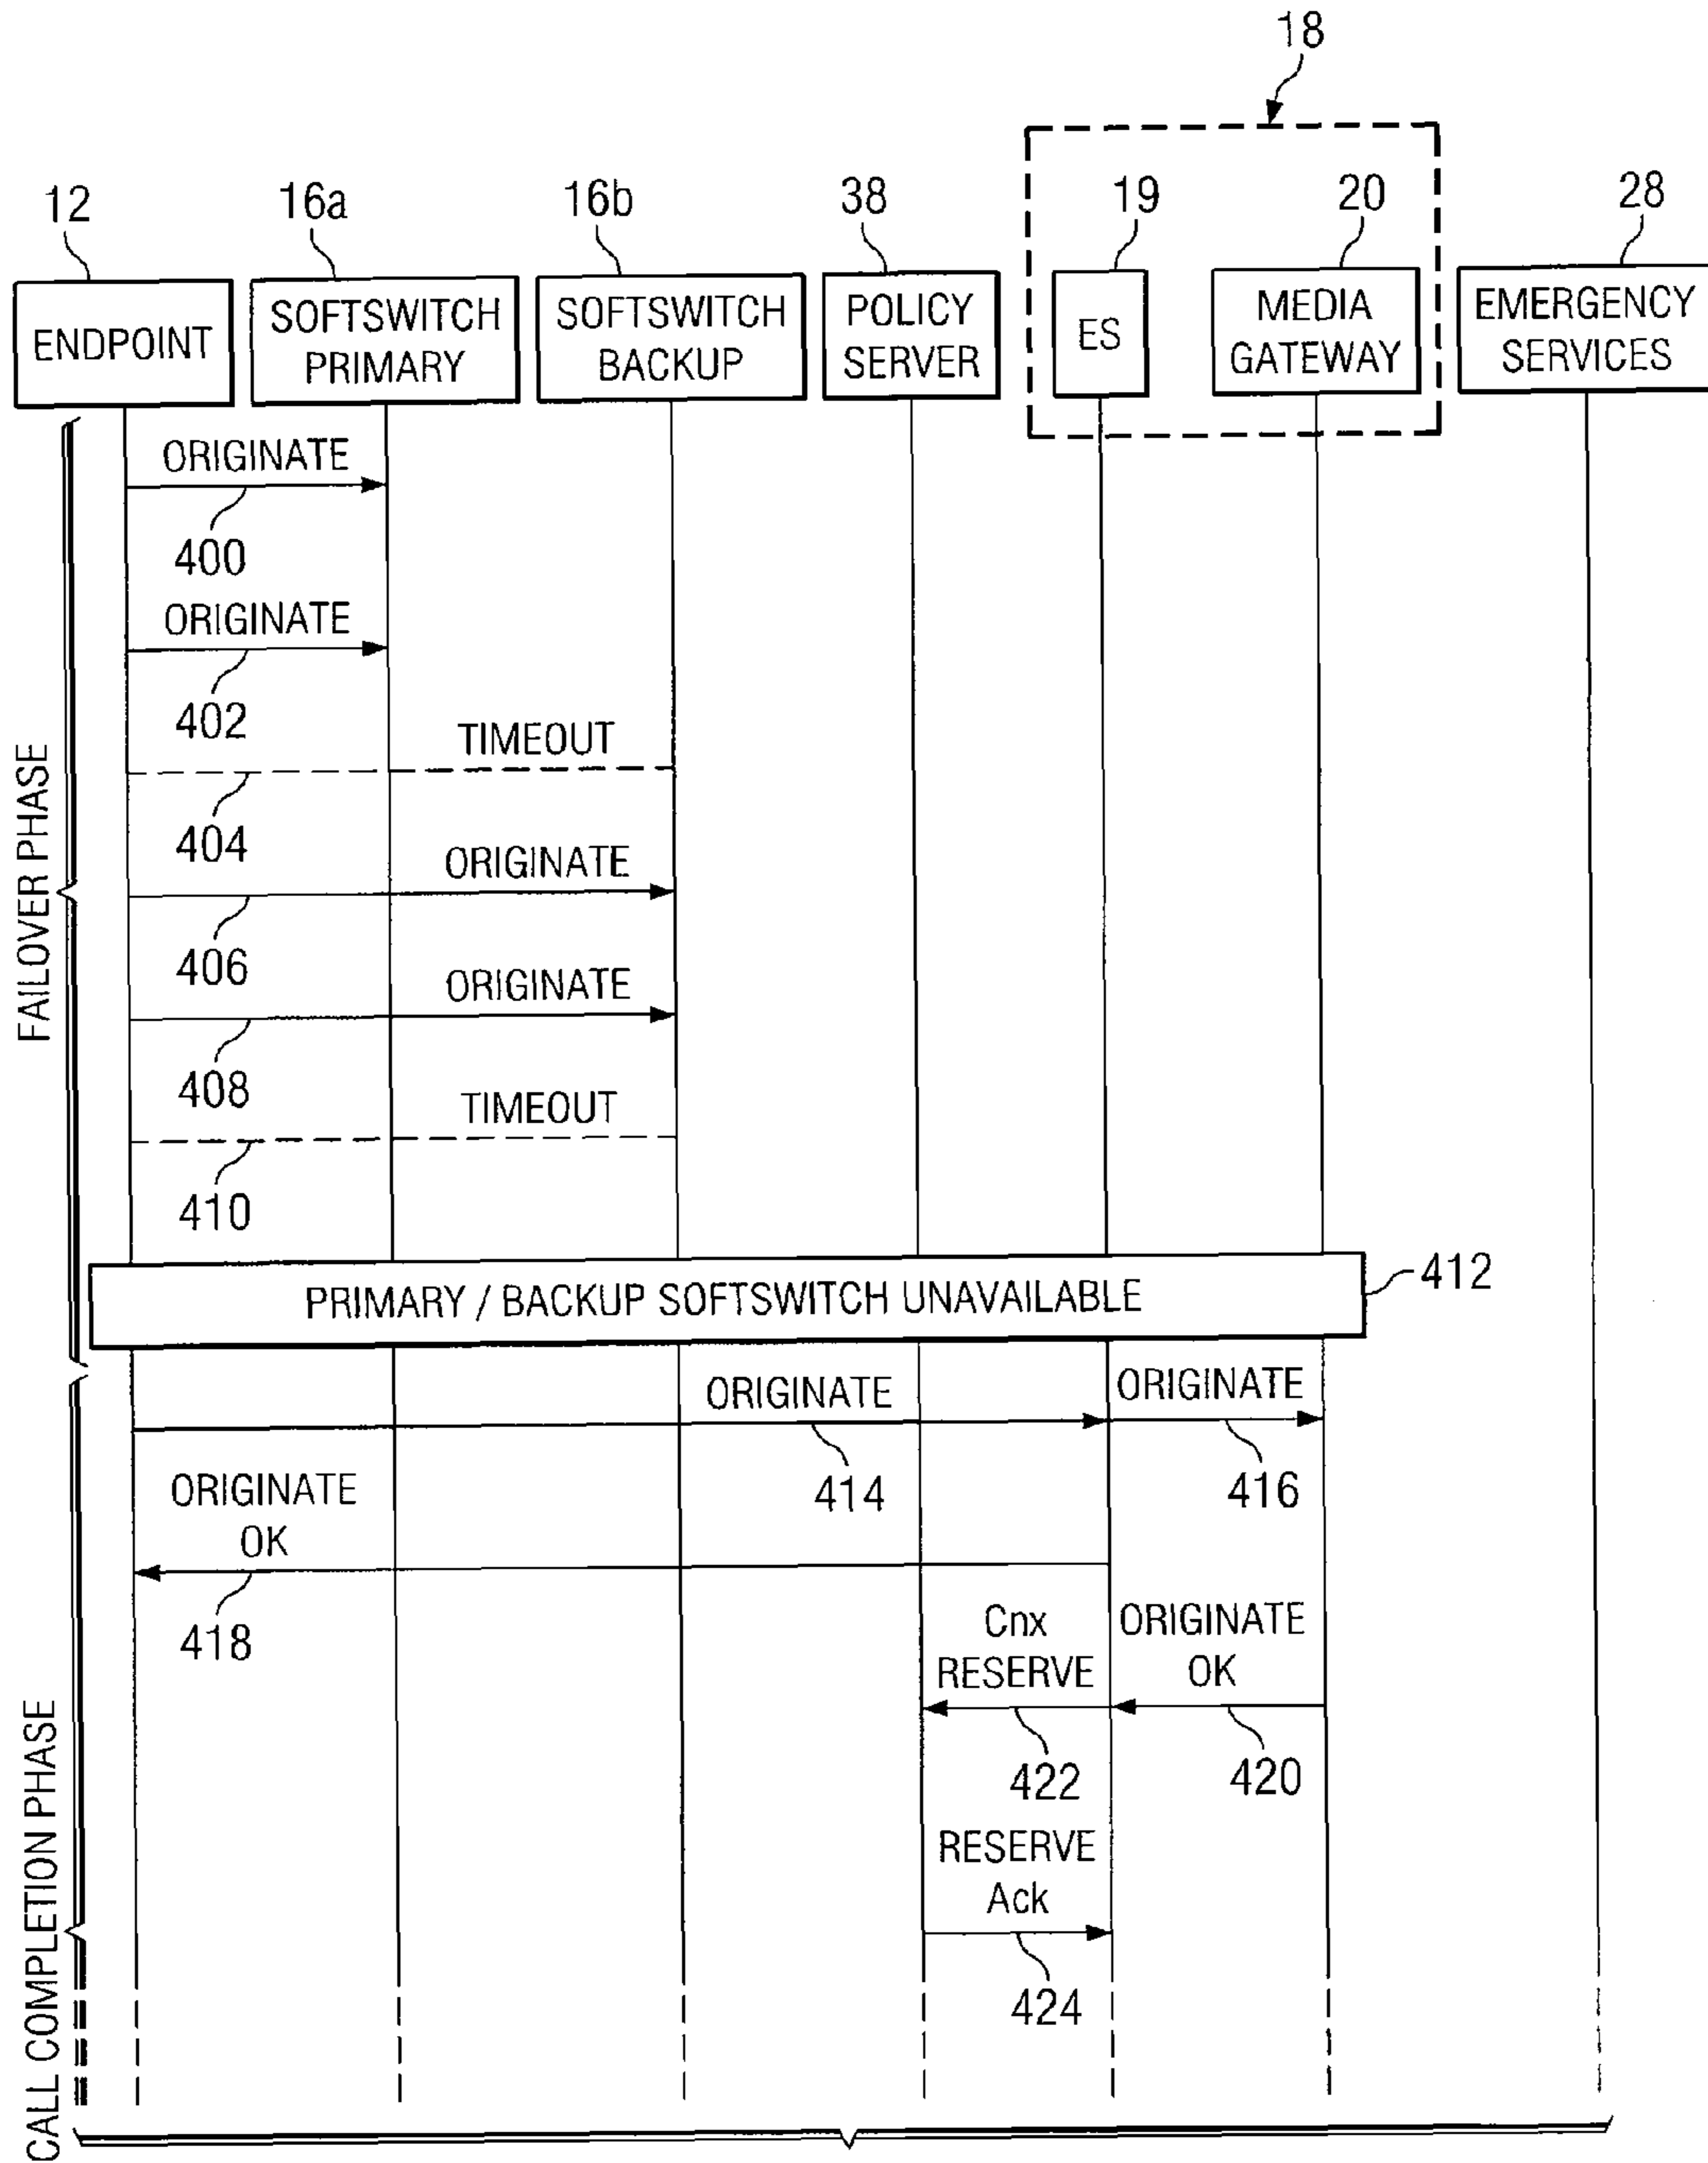 18
12
16a
16b
38
19
20
28
ENDPOINT
SOFTSWITCH
PRIMARY
SOFTSWITCH
BACKUP
POLICY
SERVER
ES
MEDIA
GATEWAY
EMERGENCY
SERVICES
FAILOVER PHASE
ORIGINATE
400
ORIGINATE
402
TIMEOUT
404
ORIGINATE
406
ORIGINATE
408
TIMEOUT
410
PRIMARY / BACKUP SOFTSWITCH UNAVAILABLE
412
CALL COMPLETION PHASE
ORIGINATE
414
ORIGINATE
416
ORIGINATE
OK
418
Cnx
RESERVE
422
ORIGINATE
OK
420
RESERVE
Ack
424